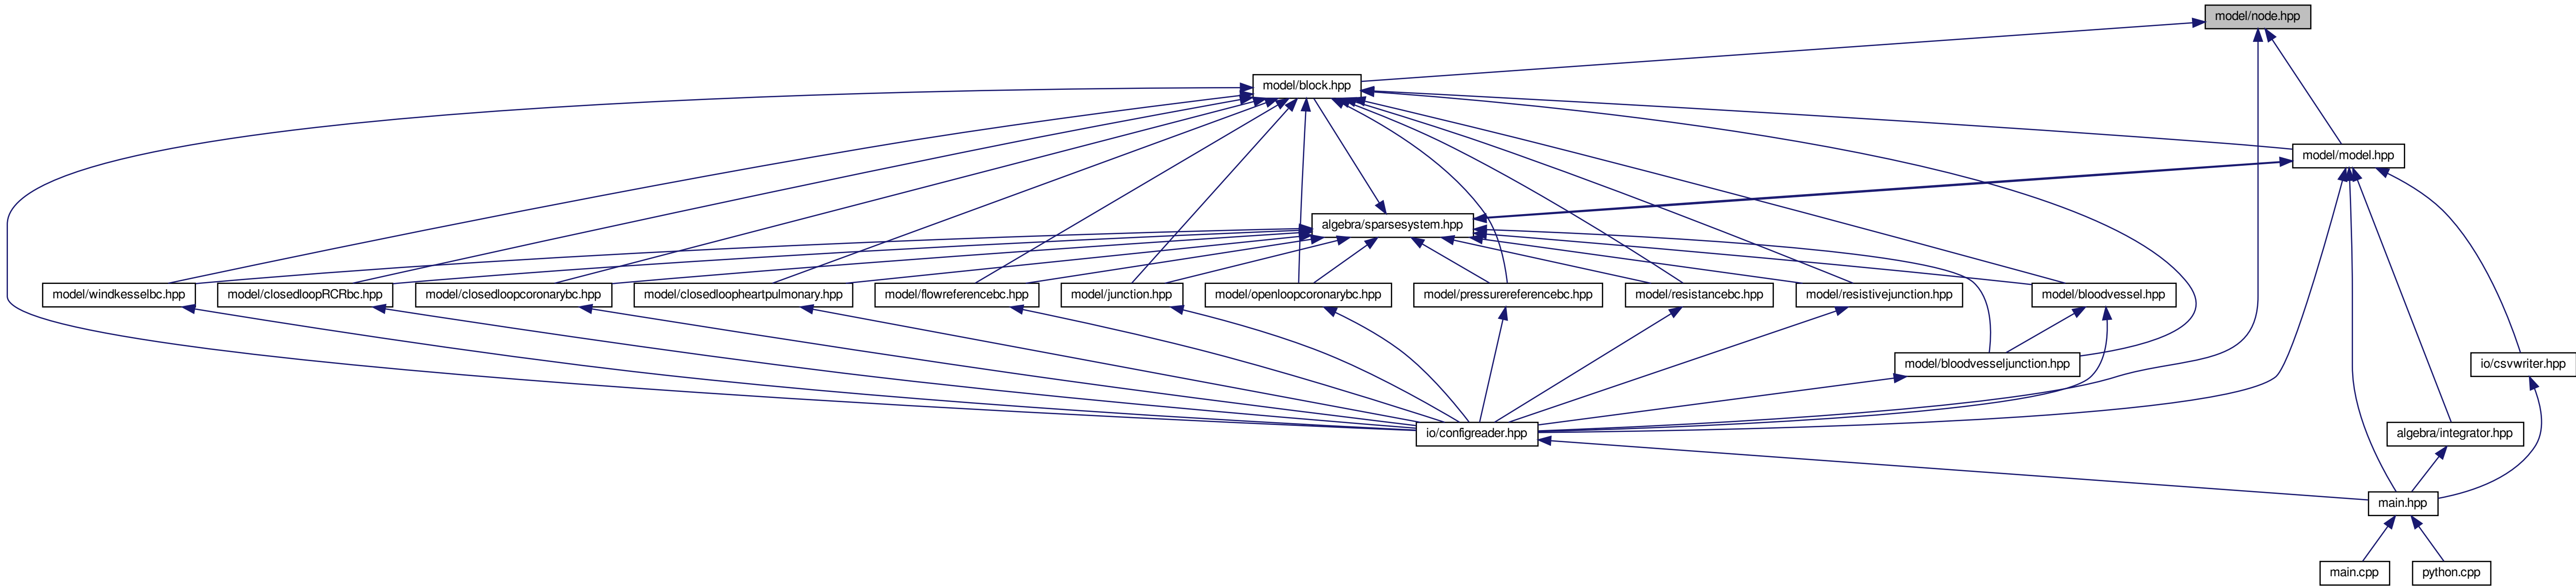 model/node.hpp
model/block.hpp
model/model.hpp
algebra/sparsesystem.hpp
model/windkesselbc.hpp
model/closedloopRCRbc.hpp
model/closedloopcoronarybc.hpp
model/closedloopheartpulmonary.hpp
model/flowreferencebc.hpp
model/junction.hpp
model/openloopcoronarybc.hpp
model/pressurereferencebc.hpp
model/resistancebc.hpp
model/resistivejunction.hpp
model/bloodvessel.hpp
model/bloodvesseljunction.hpp
io/csvwriter.hpp
io/configreader.hpp
algebra/integrator.hpp
main.hpp
main.cpp
python.cpp